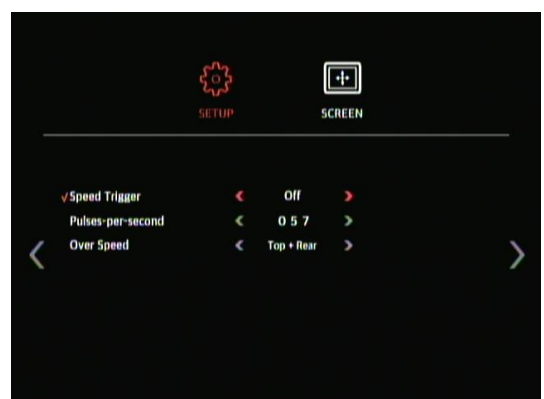 SETUP SCREEN
Speed Trigger Off
Pulses-per-second 0 5 7
Over Speed Top + Rear